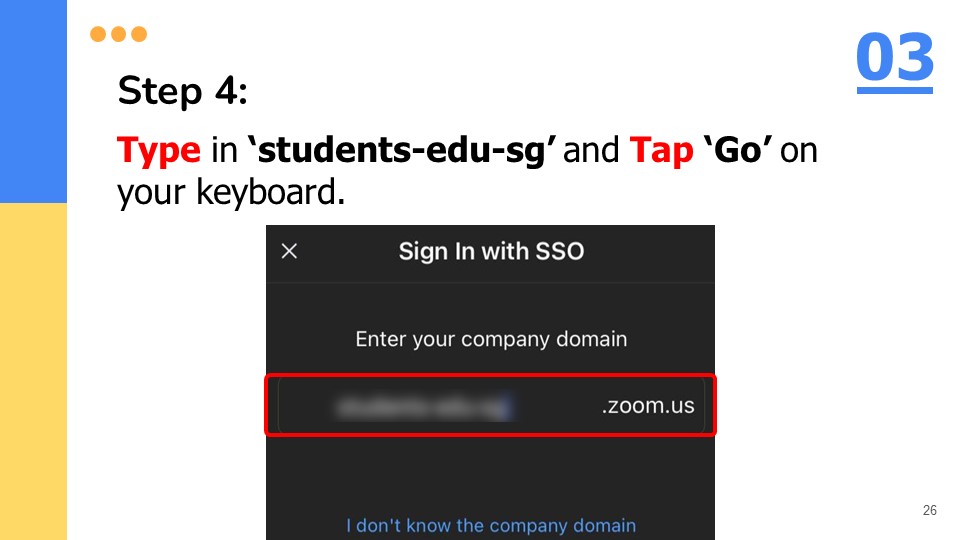 03
Step 4:
Type in ‘students-edu-sg’ and Tap ‘Go’ on
your keyboard.
Sign In with SSO
Enter your company domain
.zoom.us
I don't know the company domain
26